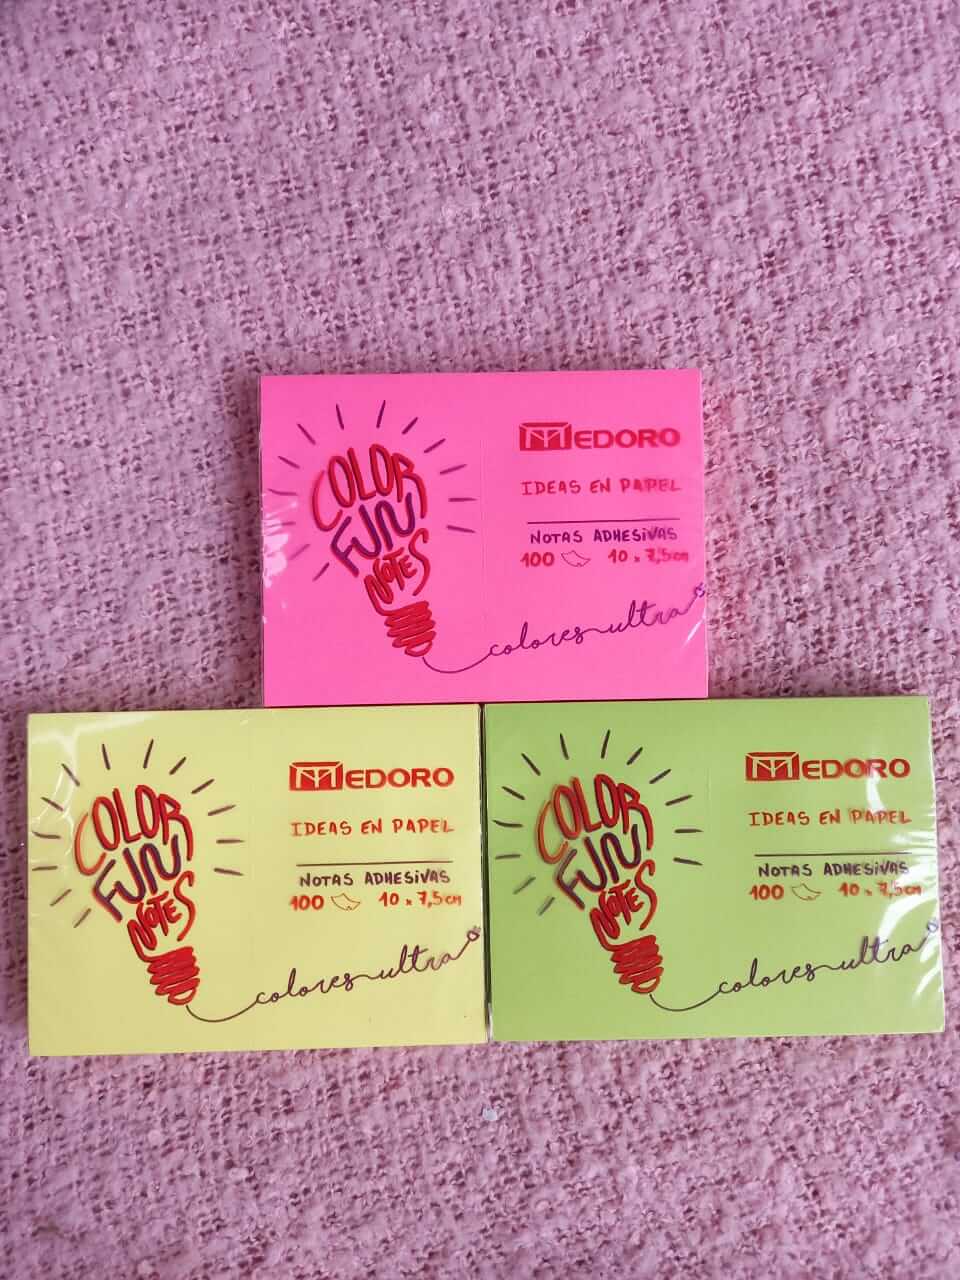 COLOR
FUN
NOTES
MEDORO
IDEAS EN PAPEL
NOTAS ADHESIVAS
100 10 x 7,5cm
colores ultra
COLOR
FUN
NOTES
MEDORO
IDEAS EN PAPEL
NOTAS ADHESIVAS
100 10 x 7,5cm
colores ultra
COLOR
FUN
NOTES
MEDORO
IDEAS EN PAPEL
NOTAS ADHESIVAS
100 10 x 7,5cm
colores ultra